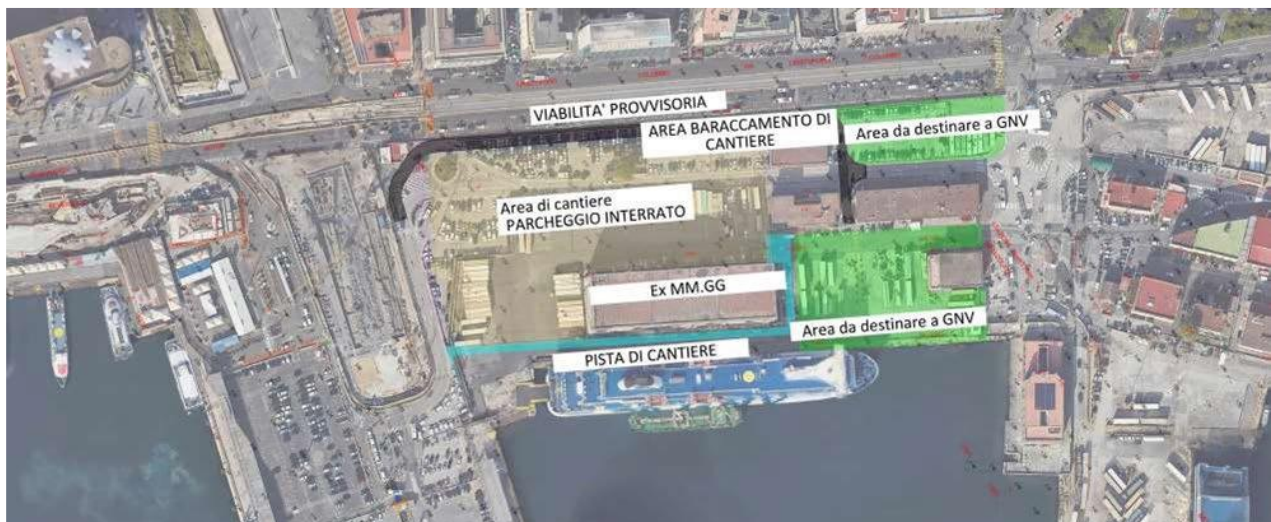 VIABILITA' PROVVISORIA
AREA BARACCAMENTO DI
CANTIERE
Area da destinare a GNV
Area di cantiere
PARCHEGGIO INTERRATO
Ex MM.GG
Area da destinare a GNV
PISTA DI CANTIERE